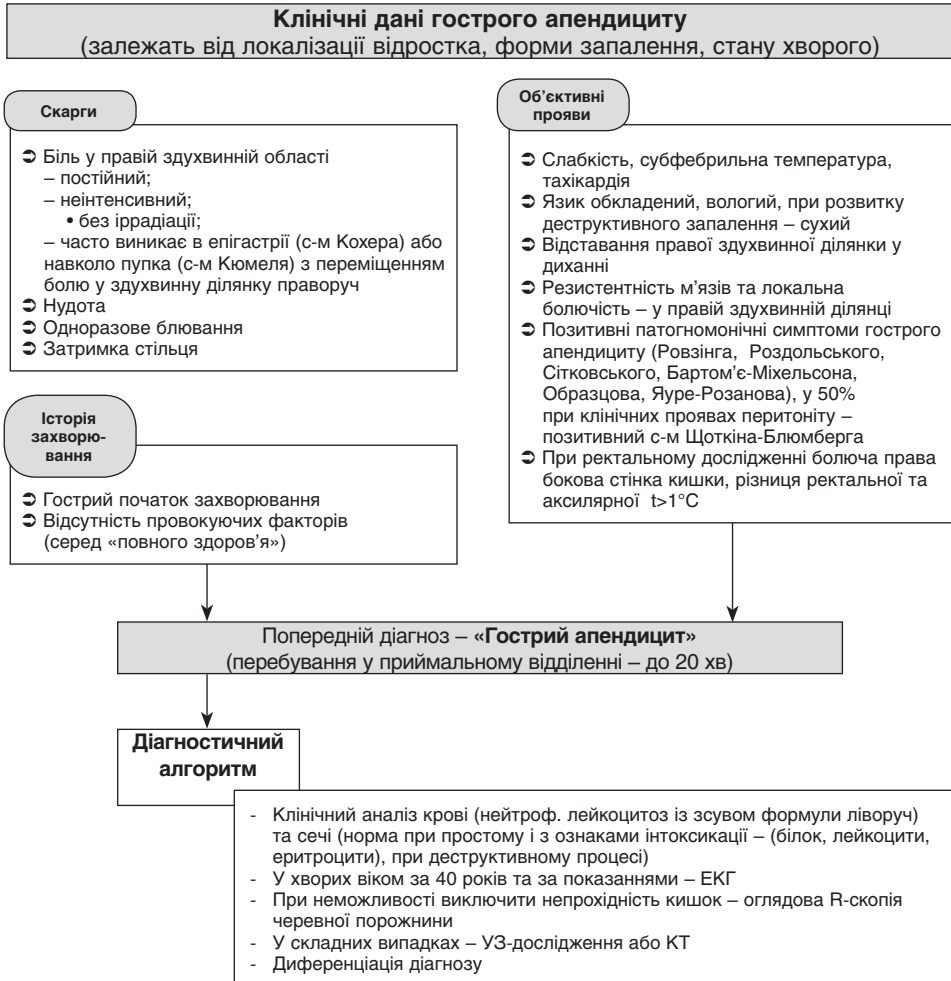 Клінічні дані гострого апендициту
(залежать від локалізації відростка, форми запалення, стану хворого)
Скарги
➲ Біль у правій здухвинній області
– постійний;
– неінтенсивний;
• без іррадіації;
– часто виникає в епігастрії (с-м Кохера) або
навколо пупка (с-м Кюмеля) з переміщенням
болю у здухвинну ділянку праворуч
➲ Нудота
➲ Одноразове блювання
➲ Затримка стільця
Історія
захворю-
вання
➲ Гострий початок захворювання
➲ Відсутність провокуючих факторів
(серед «повного здоров’я»)
Об’єктивні
прояви
➲ Слабкість, субфебрильна температура,
тахікардія
➲ Язик обкладений, вологий, при розвитку
деструктивного запалення – сухий
➲ Відставання правої здухвинної ділянки у
диханні
➲ Резистентність м’язів та локальна
болючість – у правій здухвинній ділянці
➲ Позитивні патогномонічні симптоми гострого
апендициту (Ровзінга, Роздольського,
Сітковського, Бартом’є-Міхельсона,
Образцова, Яуре-Розанова), у 50%
при клінічних проявах перитоніту –
позитивний с-м Щоткіна-Блюмберга
➲ При ректальному дослідженні болюча права
бокова стінка кишки, різниця ректальної та
аксилярної t>1°C
Попередній діагноз – «Гострий апендицит»
(перебування у приймальному відділенні – до 20 хв)
Діагностичний
алгоритм
- Клінічний аналіз крові (нейтроф. лейкоцитоз із зсувом формули ліворуч)
та сечі (норма при простому і з ознаками інтоксикації – (білок, лейкоцити,
еритроцити), при деструктивному процесі)
- У хворих віком за 40 років та за показаннями – ЕКГ
- При неможливості виключити непрохідність кишок – оглядова R-скопія
черевної порожнини
- У складних випадках – УЗ-дослідження або КТ
- Диференціація діагнозу